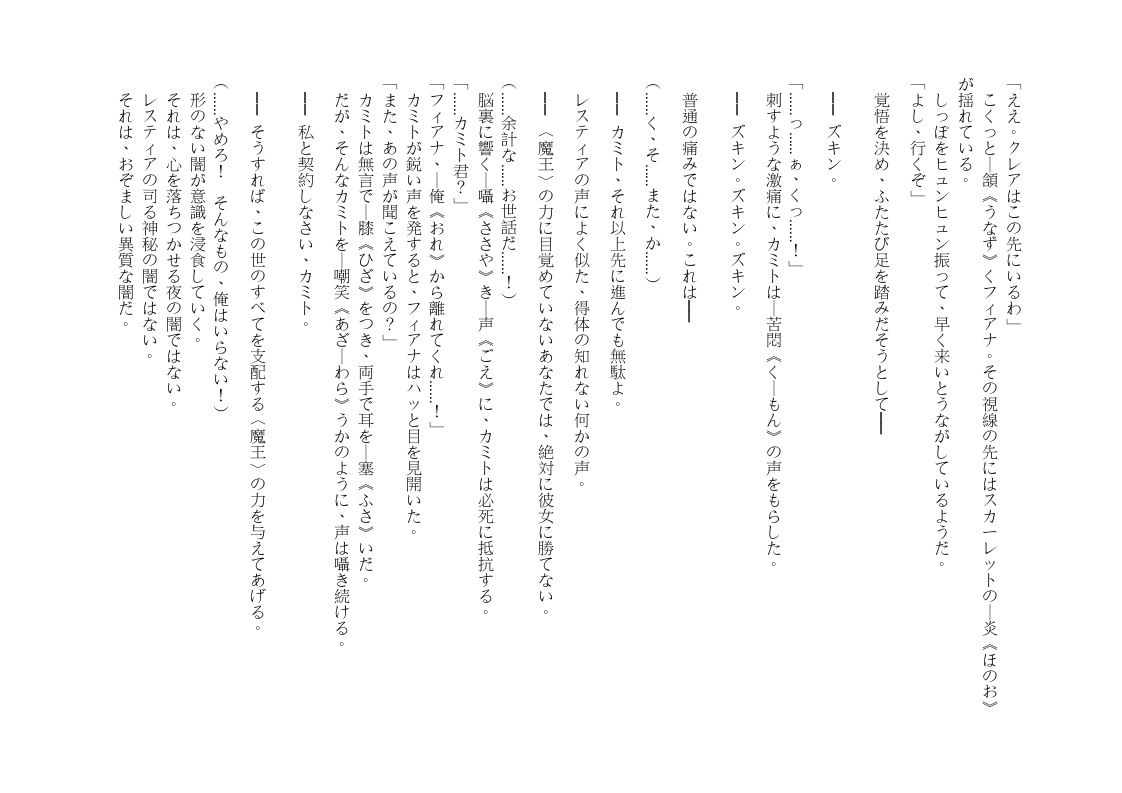 「ええ。クレアはこの先にいるわ」
こくっと―頷《うなず》くフィアナ。その視線の先にはスカーレットの―炎《ほのお》
が揺れている。
しっぽをヒュンヒュン振って、早く来いとうながしているようだ。
「よし、行くぞ」
覚悟を決め、ふたたび足を踏みだそうとして――
―― ズキン。
「……っ……ぁ、くっ……！」
刺すような激痛に、カミトは―苦悶《く―もん》の声をもらした。
―― ズキン。ズキン。ズキン。
普通の痛みではない。これは――
（……く、そ……また、か……）
―― カミト、それ以上先に進んでも無駄よ。
レスティアの声によく似た、得体の知れない何かの声。
―― 〈魔王〉の力に目覚めていないあなたでは、絶対に彼女に勝てない。
（……余計な……お世話だ……！）
脳裏に響く―囁《ささや》き―声《ごえ》に、カミトは必死に抵抗する。
「……カミト君？」
「フィアナ、―俺《おれ》から離れてくれ……！」
カミトが鋭い声を発すると、フィアナはハッと目を見開いた。
「また、あの声が聞こえているの？」
カミトは無言で―膝《ひざ》をつき、両手で耳を―塞《ふさ》いだ。
だが、そんなカミトを―嘲笑《あざ―わら》うかのように、声は囁き続ける。
―― 私と契約しなさい、カミト。
―― そうすれば、この世のすべてを支配する〈魔王〉の力を与えてあげる。
（……やめろ！　そんなもの、俺はいらない！）
形のない闇が意識を浸食していく。
それは、心を落ちつかせる夜の闇ではない。
レスティアの司る神秘の闇ではない。
それは、おぞましい異質な闇だ。